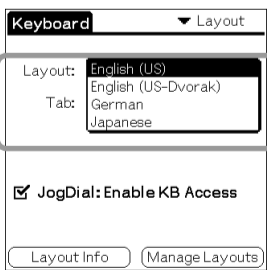 Keyboard ▼ Layout
Layout: English (US)
English (US-Dvorak)
Tab: German
Japanese
☑ JogDial: Enable KB Access
Layout Info Manage Layouts